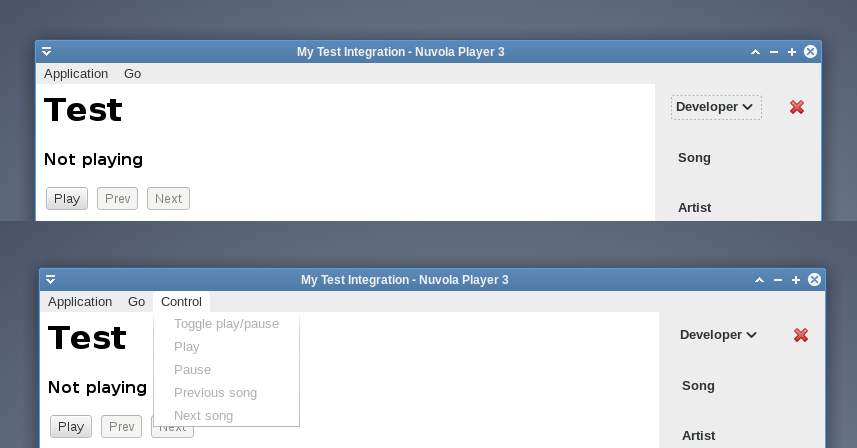 My Test Integration - Nuvola Player 3
Application Go
Test
Developer
Not playing
Song
Play Prev Next
Artist
My Test Integration - Nuvola Player 3
Application Go Control
Toggle play/pause
Test
Developer
Play
Pause
Not playing
Song
Previous song
Next song
Play Prev Next
Artist